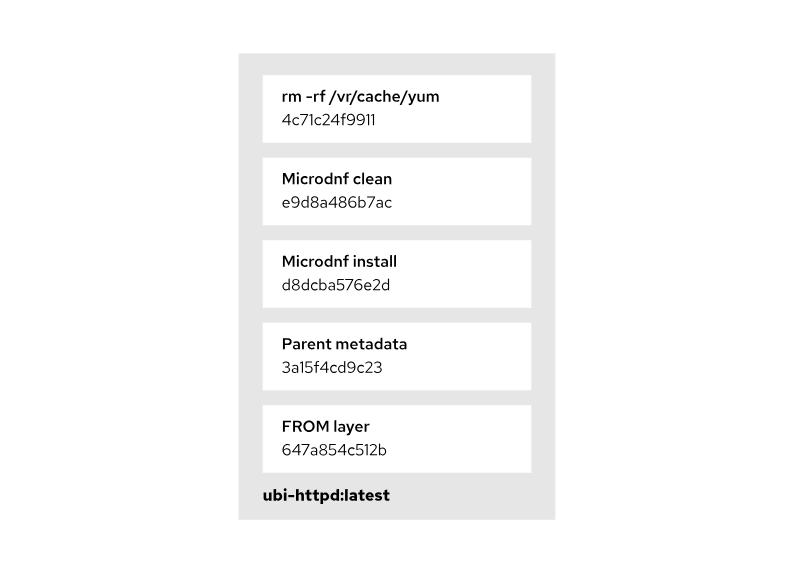 rm -rf /vr/cache/yum
4c71c24f9911
Microdnf clean
e9d8a486b7ac
Microdnf install
d8dcba576e2d
Parent metadata
3a15f4cd9c23
FROM layer
647a854c512b
ubi-httpd:latest